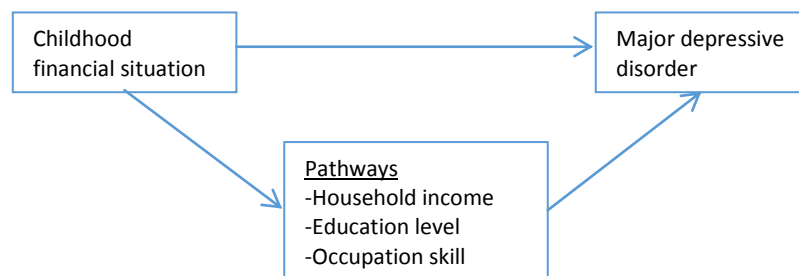 Childhood
financial situation
Major depressive
disorder
Pathways
-Household income
-Education level
-Occupation skill